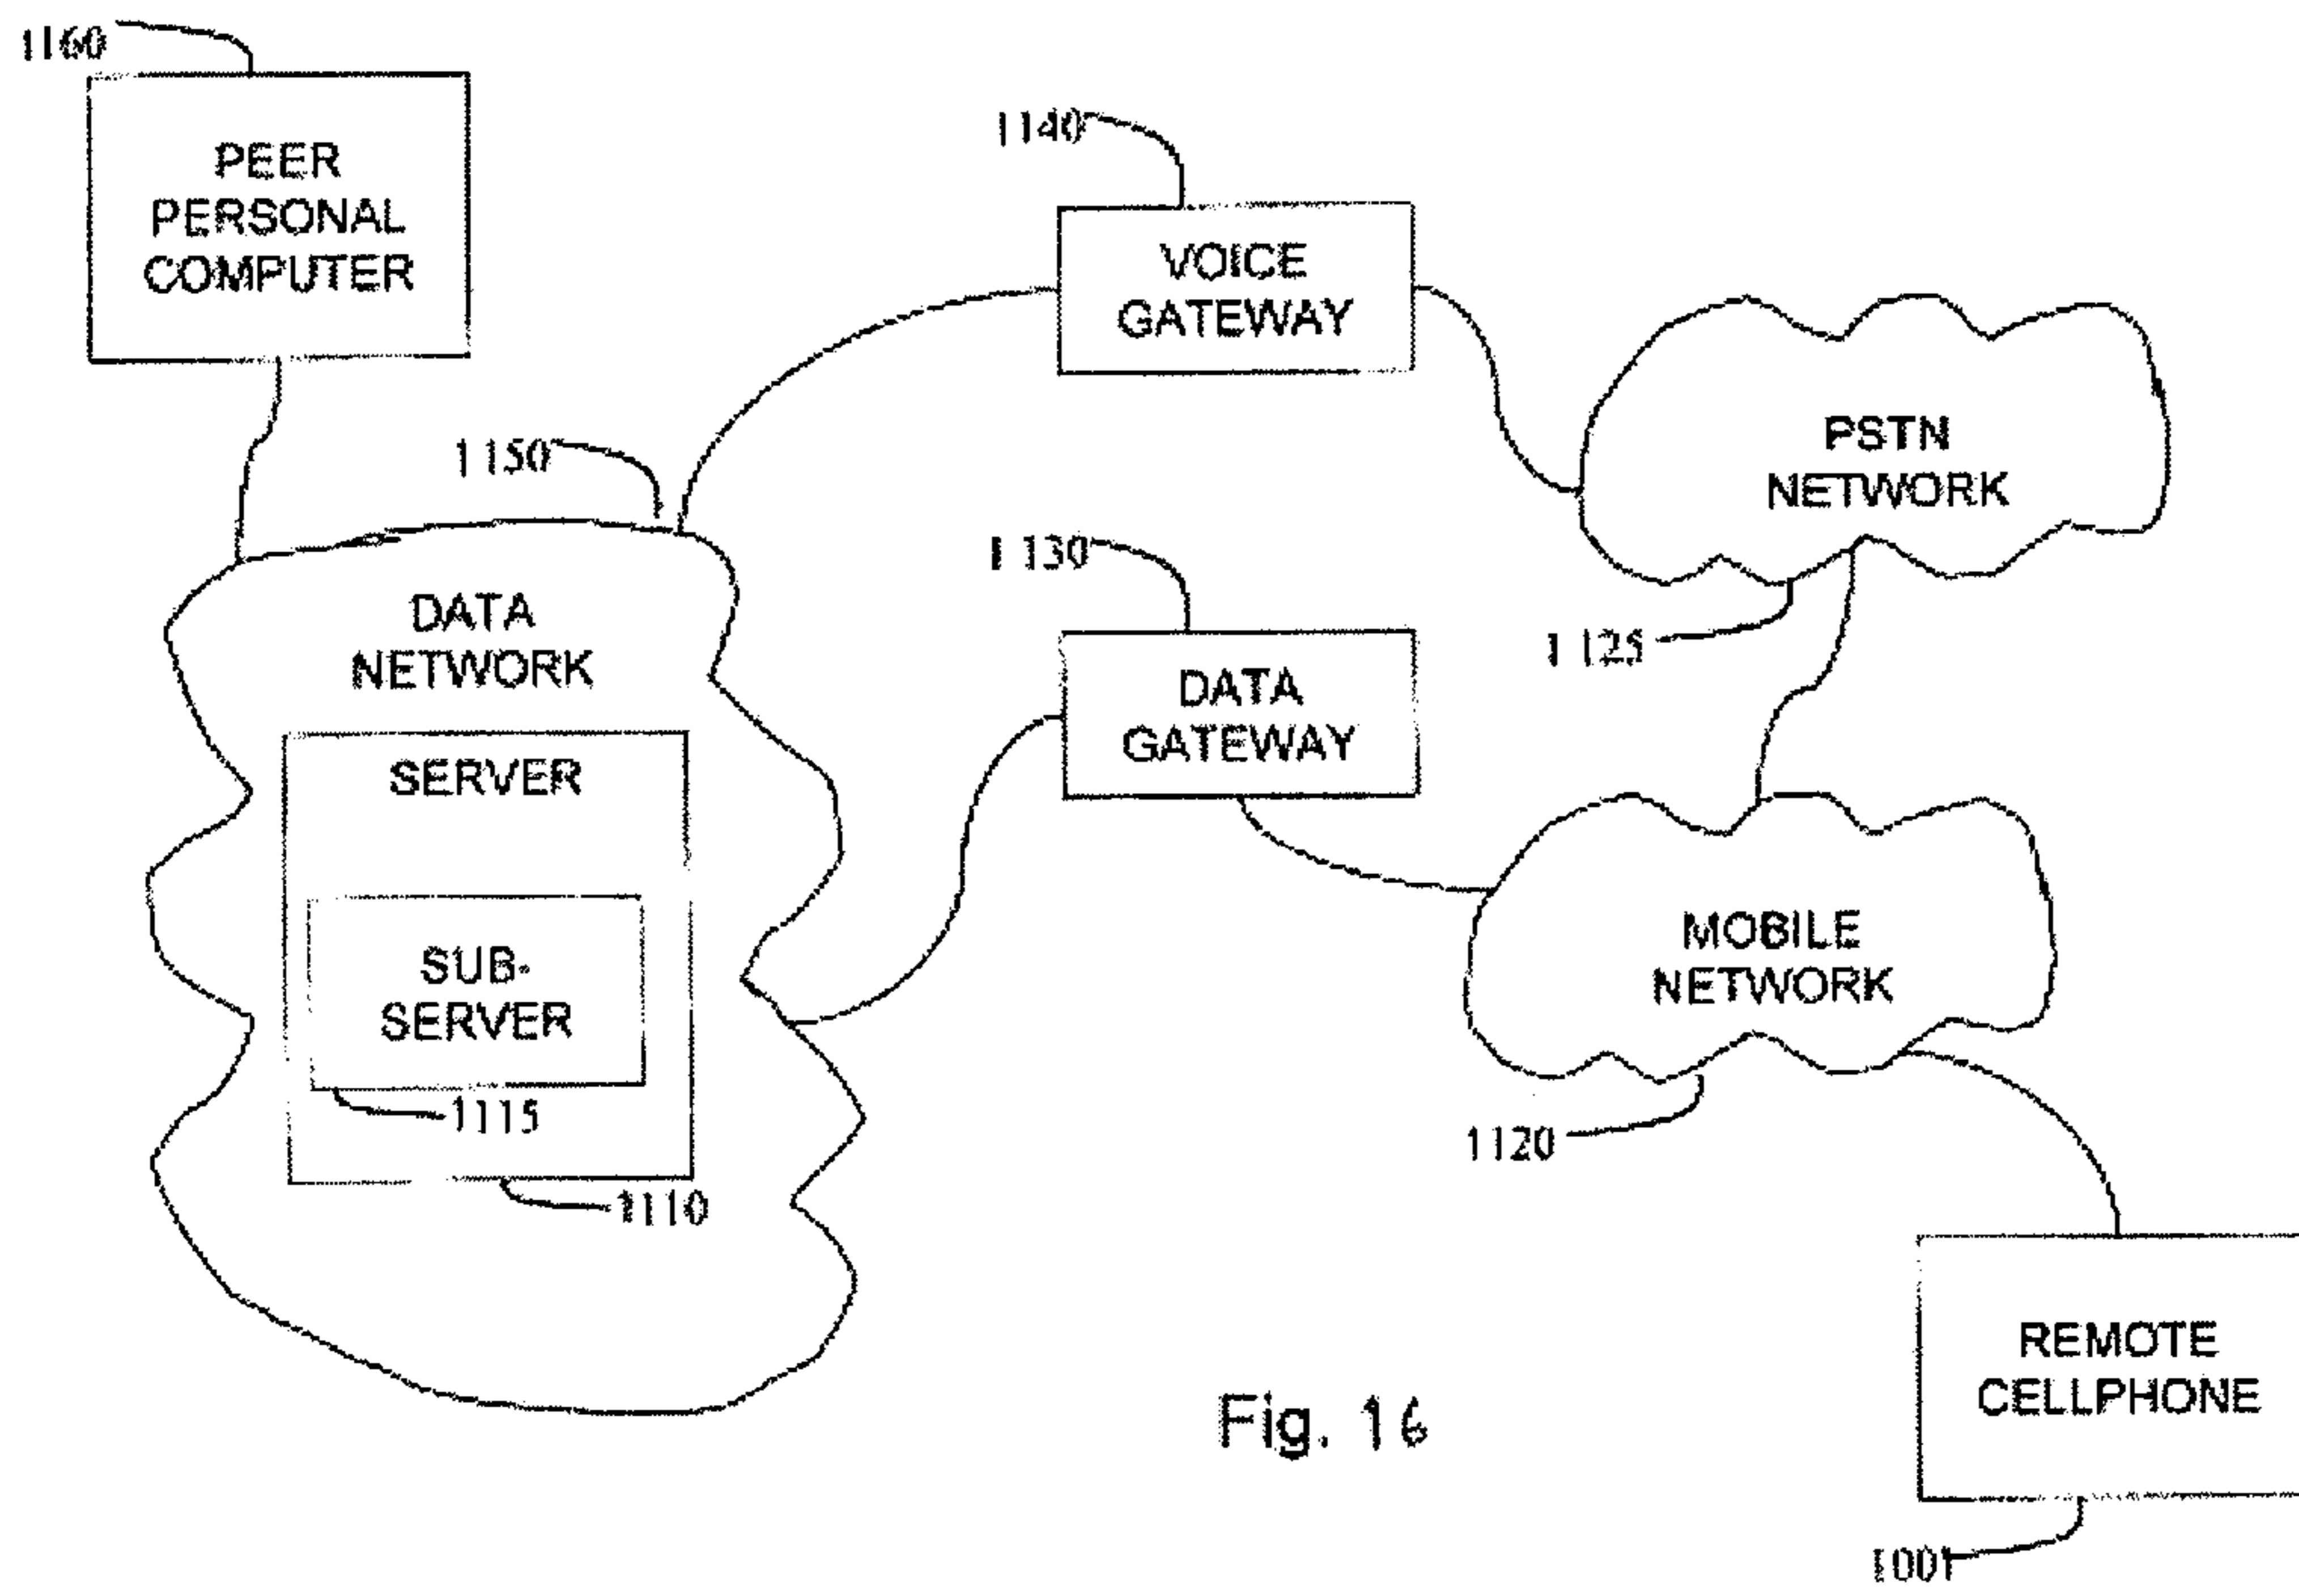 1160
PEER
PERSONAL
COMPUTER
1140
VOICE
GATEWAY
PSTN
NETWORK
1125
1150
DATA
NETWORK
SERVER
SUB-
SERVER
1115
1110
1130
DATA
GATEWAY
MOBILE
NETWORK
1120
REMOTE
CELLPHONE
1001
Fig. 16